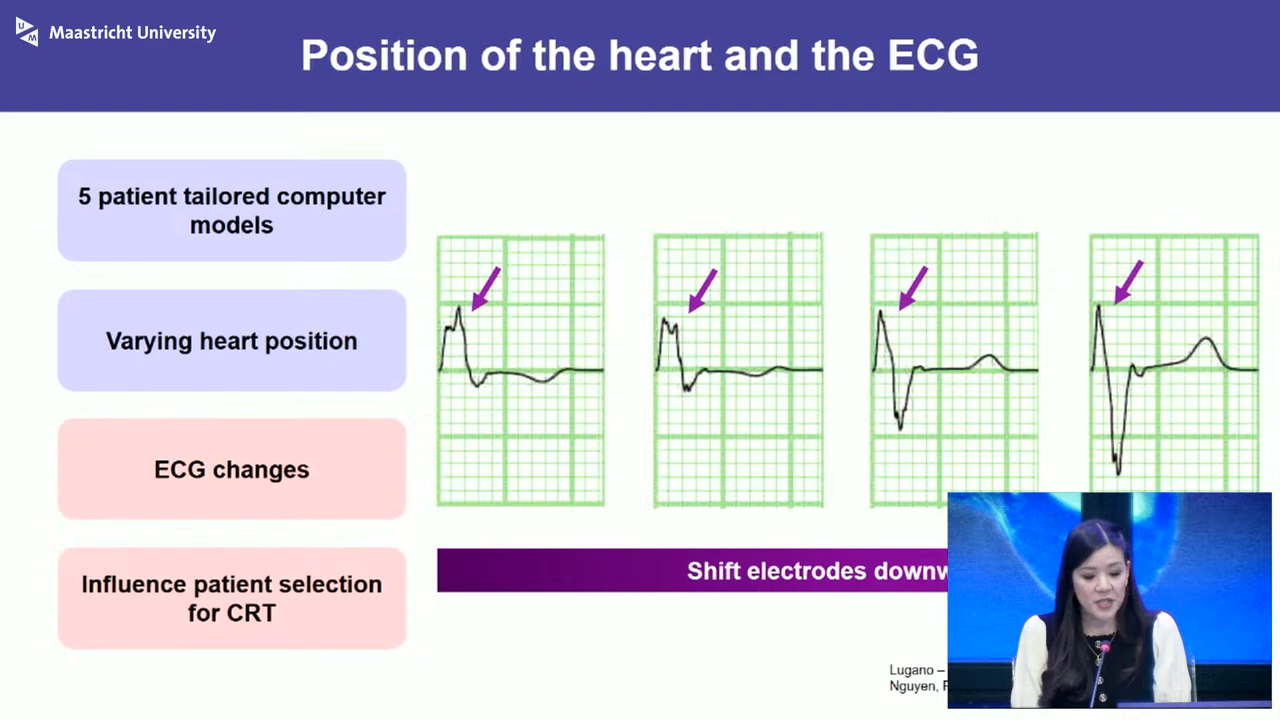 Maastricht University
Position of the heart and the ECG
5 patient tailored computer
models
Varying heart position
ECG changes
Influence patient selection
for CRT
Shift electrodes
Lugano –
Nguyen,